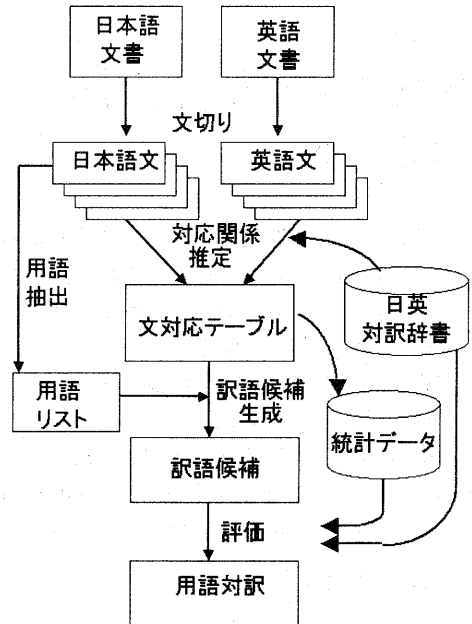 日本語
文書
英語
文書
文切り
日本語文
英語文
対応関係
推定
用語
抽出
日英
対訳辞書
文対応テーブル
用語
リスト
訳語候補
生成
統計データ
訳語候補
評価
用語対訳